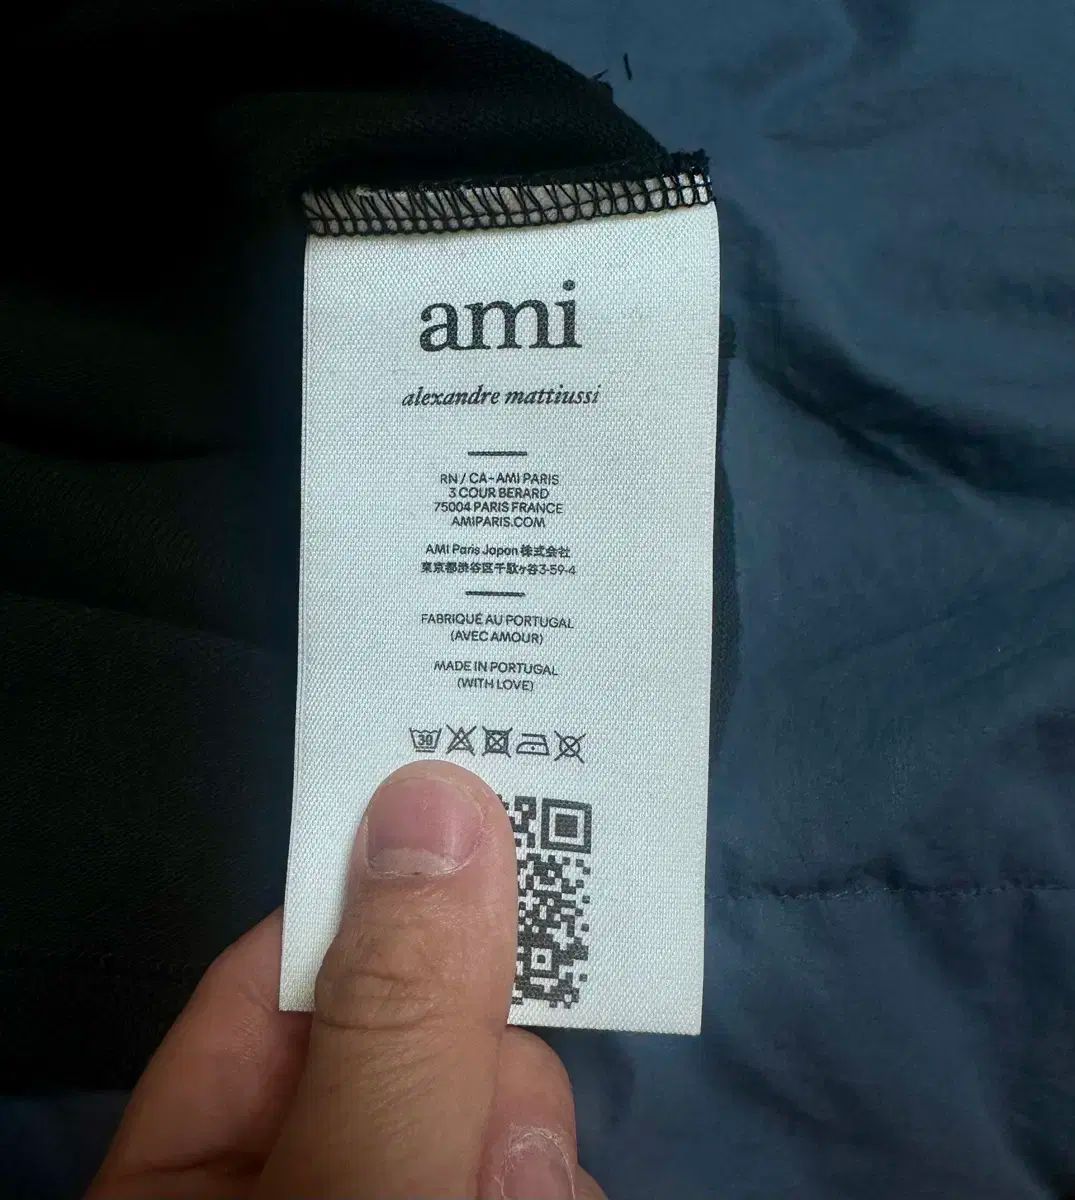 ami
alexandre mattiussi
RN / CA - AMI PARIS
3 COUR BERARD
75004 PARIS FRANCE
AMIPARIS.COM
AMI Paris Japan 株式会社
東京都渋谷区千駄ヶ谷3-59-4
FABRIQUÉ AU PORTUGAL
(AVEC AMOUR)
MADE IN PORTUGAL
(WITH LOVE)
30